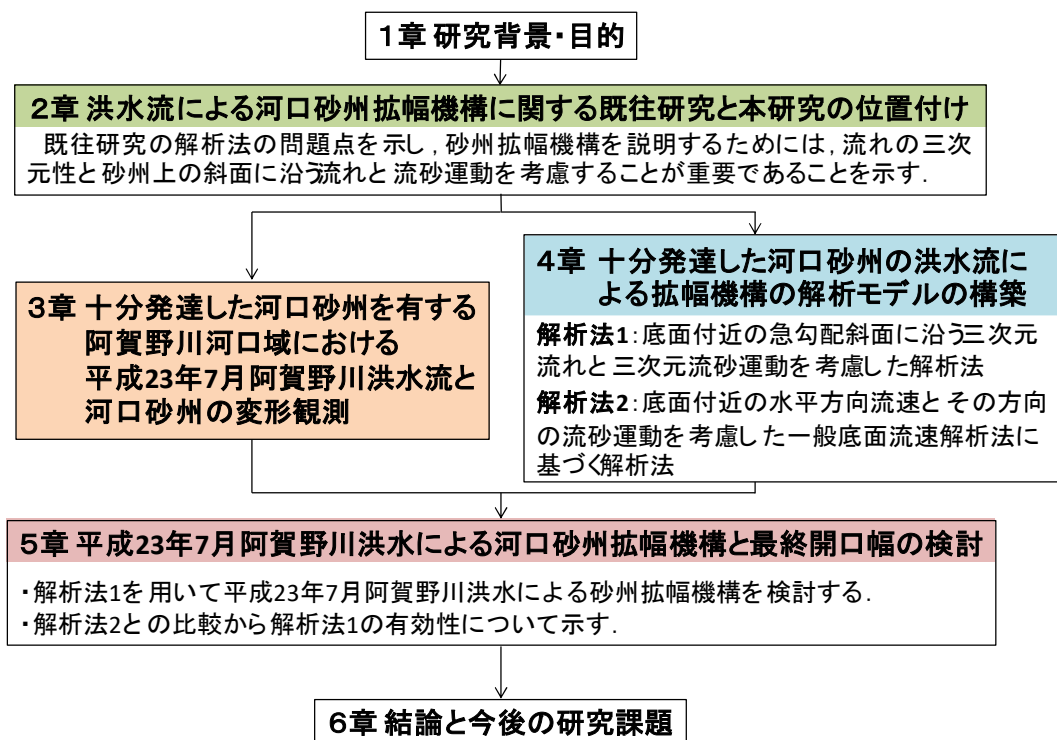 1章 研究背景・目的
2章 洪水流による河口砂州拡幅機構に関する既往研究と本研究の位置付け
既往研究の解析法の問題点を示し,砂州拡幅機構を説明するためには,流れの三次
元性と砂州上の斜面に沿う流れと流砂運動を考慮することが重要であることを示す.
3章 十分発達した河口砂州を有する
阿賀野川河口域における
平成23年7月阿賀野川洪水流と
河口砂州の変形観測
4章 十分発達した河口砂州の洪水流に
よる拡幅機構の解析モデルの構築
解析法1:底面付近の急勾配斜面に沿う三次元
流れと三次元流砂運動を考慮した解析法
解析法2:底面付近の水平方向流速とその方向
の流砂運動を考慮した一般底面流速解析法に
基づく解析法
5章 平成23年7月阿賀野川洪水による河口砂州拡幅機構と最終開口幅の検討
・解析法1を用いて平成23年7月阿賀野川洪水による砂州拡幅機構を検討する.
・解析法2との比較から解析法1の有効性について示す.
6章 結論と今後の研究課題